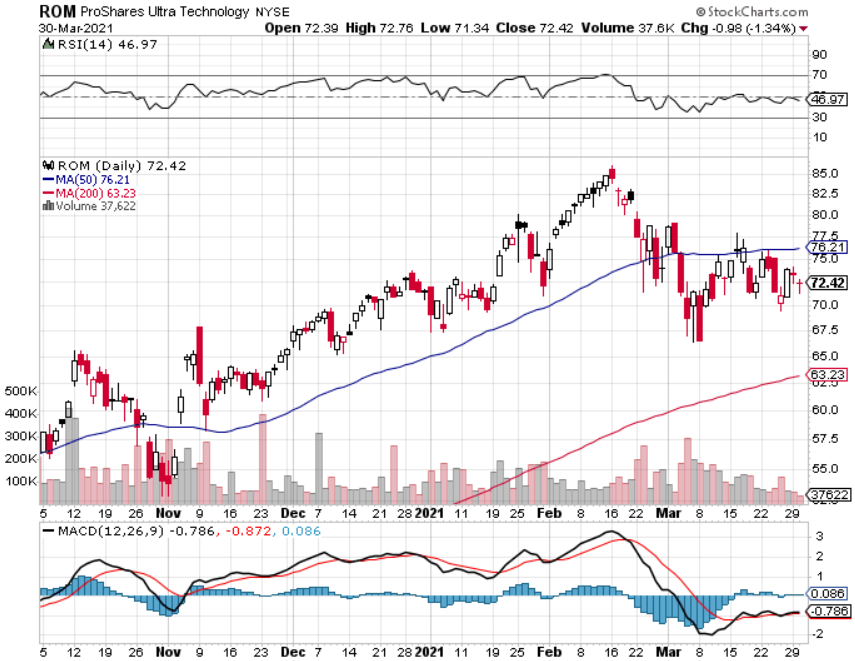 ROM ProShares Ultra Technology NYSE © StockCharts.com
30-Mar-2021 Open 72.39 High 72.76 Low 71.34 Close 72.42 Volume 37.6K Chg -0.98 (-1.34%)
RSI(14) 46.97
90
70
46.97
30
10
ROM (Daily) 72.42
MA(50) 76.21
MA(200) 63.23
Volume 37,622
85.0
82.5
80.0
77.5
76.21
75.0
72.42
70.0
67.5
65.0
63.23
62.5
60.0
57.5
55.0
37622
500K
400K
300K
200K
100K
5 12 19 26 Nov 9 16 23 Dec 7 14 21 28 2021 11 19 25 Feb 8 16 22 Mar 8 15 22 29
MACD(12,26,9) -0.786, -0.872, 0.086
3
2
1
0.086
-0.786
-2
5 12 19 26 Nov 9 16 23 Dec 7 14 21 28 2021 11 19 25 Feb 8 16 22 Mar 8 15 22 29